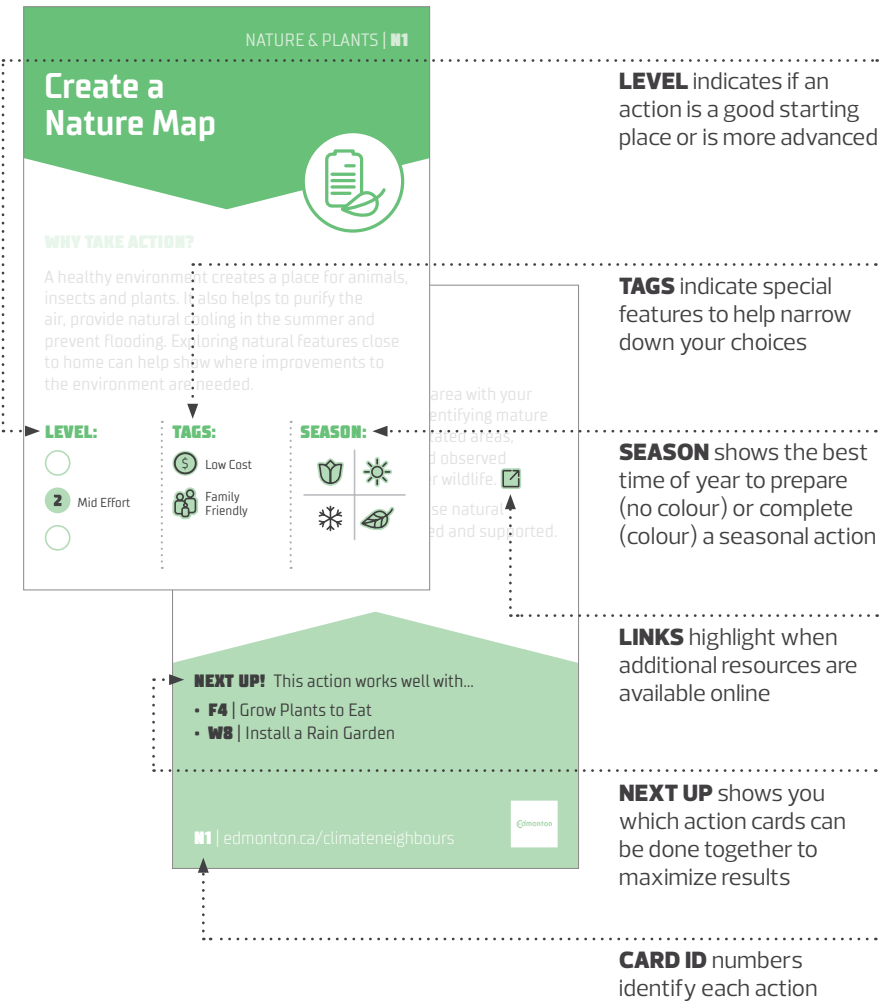 NATURE & PLANTS | N1
Create a
Nature Map
WHY TAKE ACTION?
A healthy environment creates a place for animals,
insects and plants. It also helps to purify the
air, provide natural cooling in the summer and
prevent flooding. Exploring natural features close
to home can help show where improvements to
the environment are needed.
LEVEL:
2 Mid Effort
TAGS:
$ Low Cost
Family
Friendly
SEASON:
area with your
entifying mature
tated areas,
d observed
r wildlife.
se natural
ed and supported.
NEXT UP! This action works well with...
• F4 | Grow Plants to Eat
• W8 | Install a Rain Garden
N1 | edmonton.ca/climateneighbours
Edmonton
LEVEL indicates if an
action is a good starting
place or is more advanced
TAGS indicate special
features to help narrow
down your choices
SEASON shows the best
time of year to prepare
(no colour) or complete
(colour) a seasonal action
LINKS highlight when
additional resources are
available online
NEXT UP shows you
which action cards can
be done together to
maximize results
CARD ID numbers
identify each action